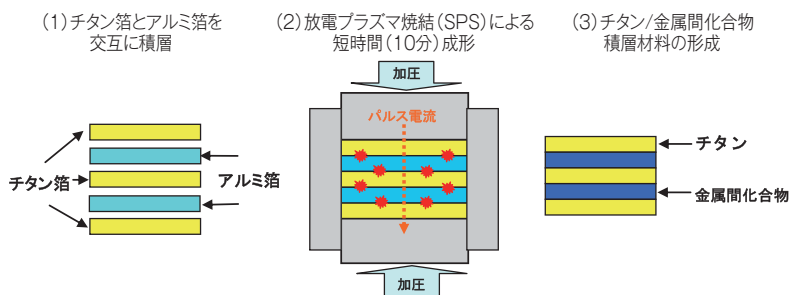 (1)チタン箔とアルミ箔を
交互に積層
チタン箔
アルミ箔
(2)放電プラズマ焼結(SPS)による
短時間(10分)成形
加圧
パルス電流
加圧
(3)チタン/金属間化合物
積層材料の形成
チタン
金属間化合物